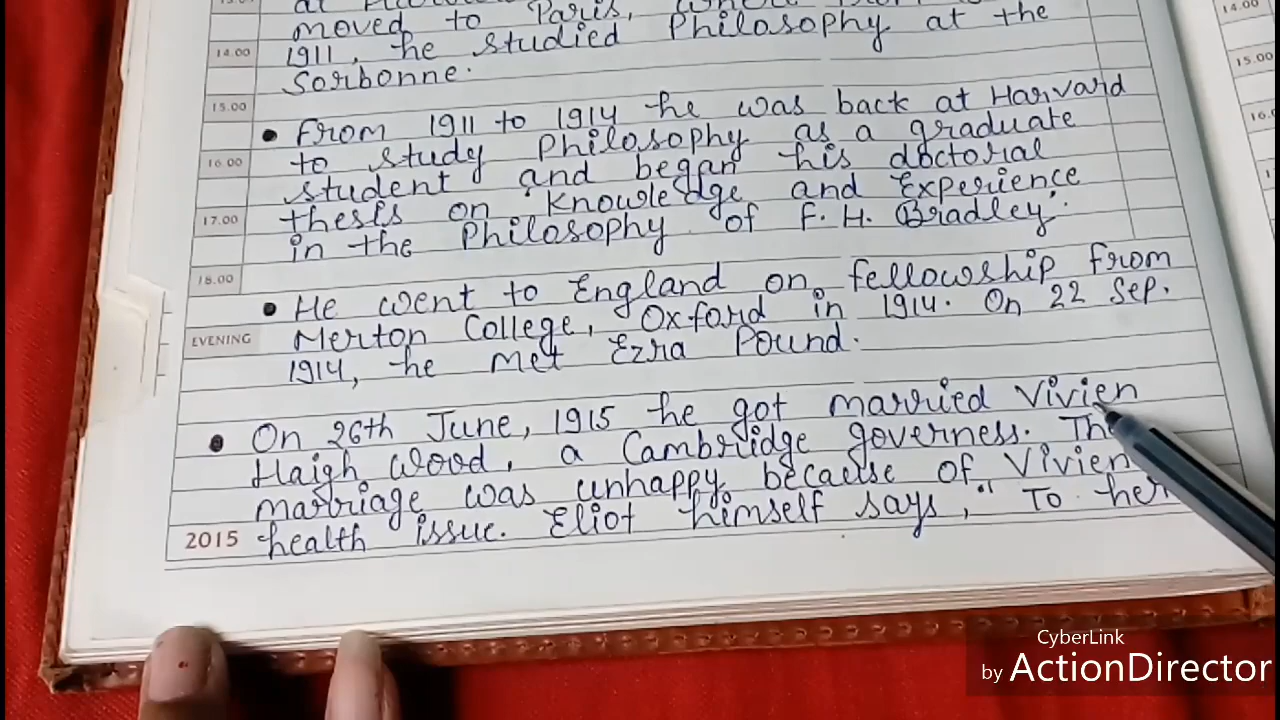 moved to Paris,
14.00 1911, he studied Philosophy at the
Sorbonne.
15.00
• From 1911 to 1914 he was back at Harvard
16.00 to study Philosophy as a graduate
student and began his doctorial
17.00 thesis on 'Knowledge and Experience
in the Philosophy of F. H. Bradley'.
18.00
• He went to England on fellowship from
EVENING Merton College, Oxford in 1914. On 22 Sep.
1914, he met Ezra Pound.
• On 26th June, 1915 he got married Vivien
Haigh Wood, a Cambridge governess. The
marriage was unhappy because of Vivien
2015 health issue. Eliot himself says, " To her
14.00
15.00
CyberLink
by ActionDirector